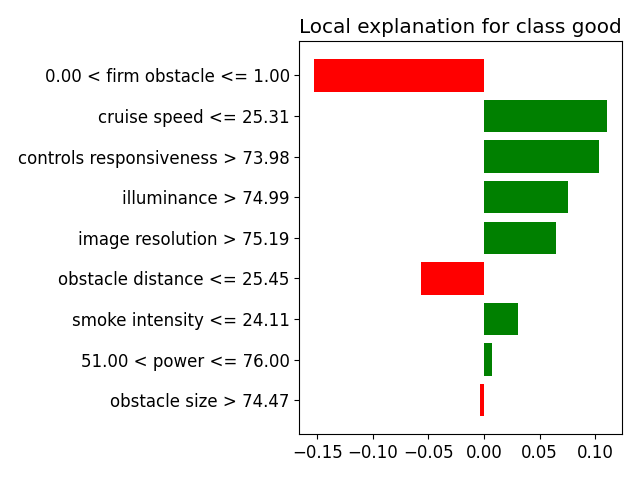 Local explanation for class good
0.00 < firm obstacle <= 1.00
cruise speed <= 25.31
controls responsiveness > 73.98
illuminance > 74.99
image resolution > 75.19
obstacle distance <= 25.45
smoke intensity <= 24.11
51.00 < power <= 76.00
obstacle size > 74.47
−0.15 −0.10 −0.05 0.00 0.05 0.10